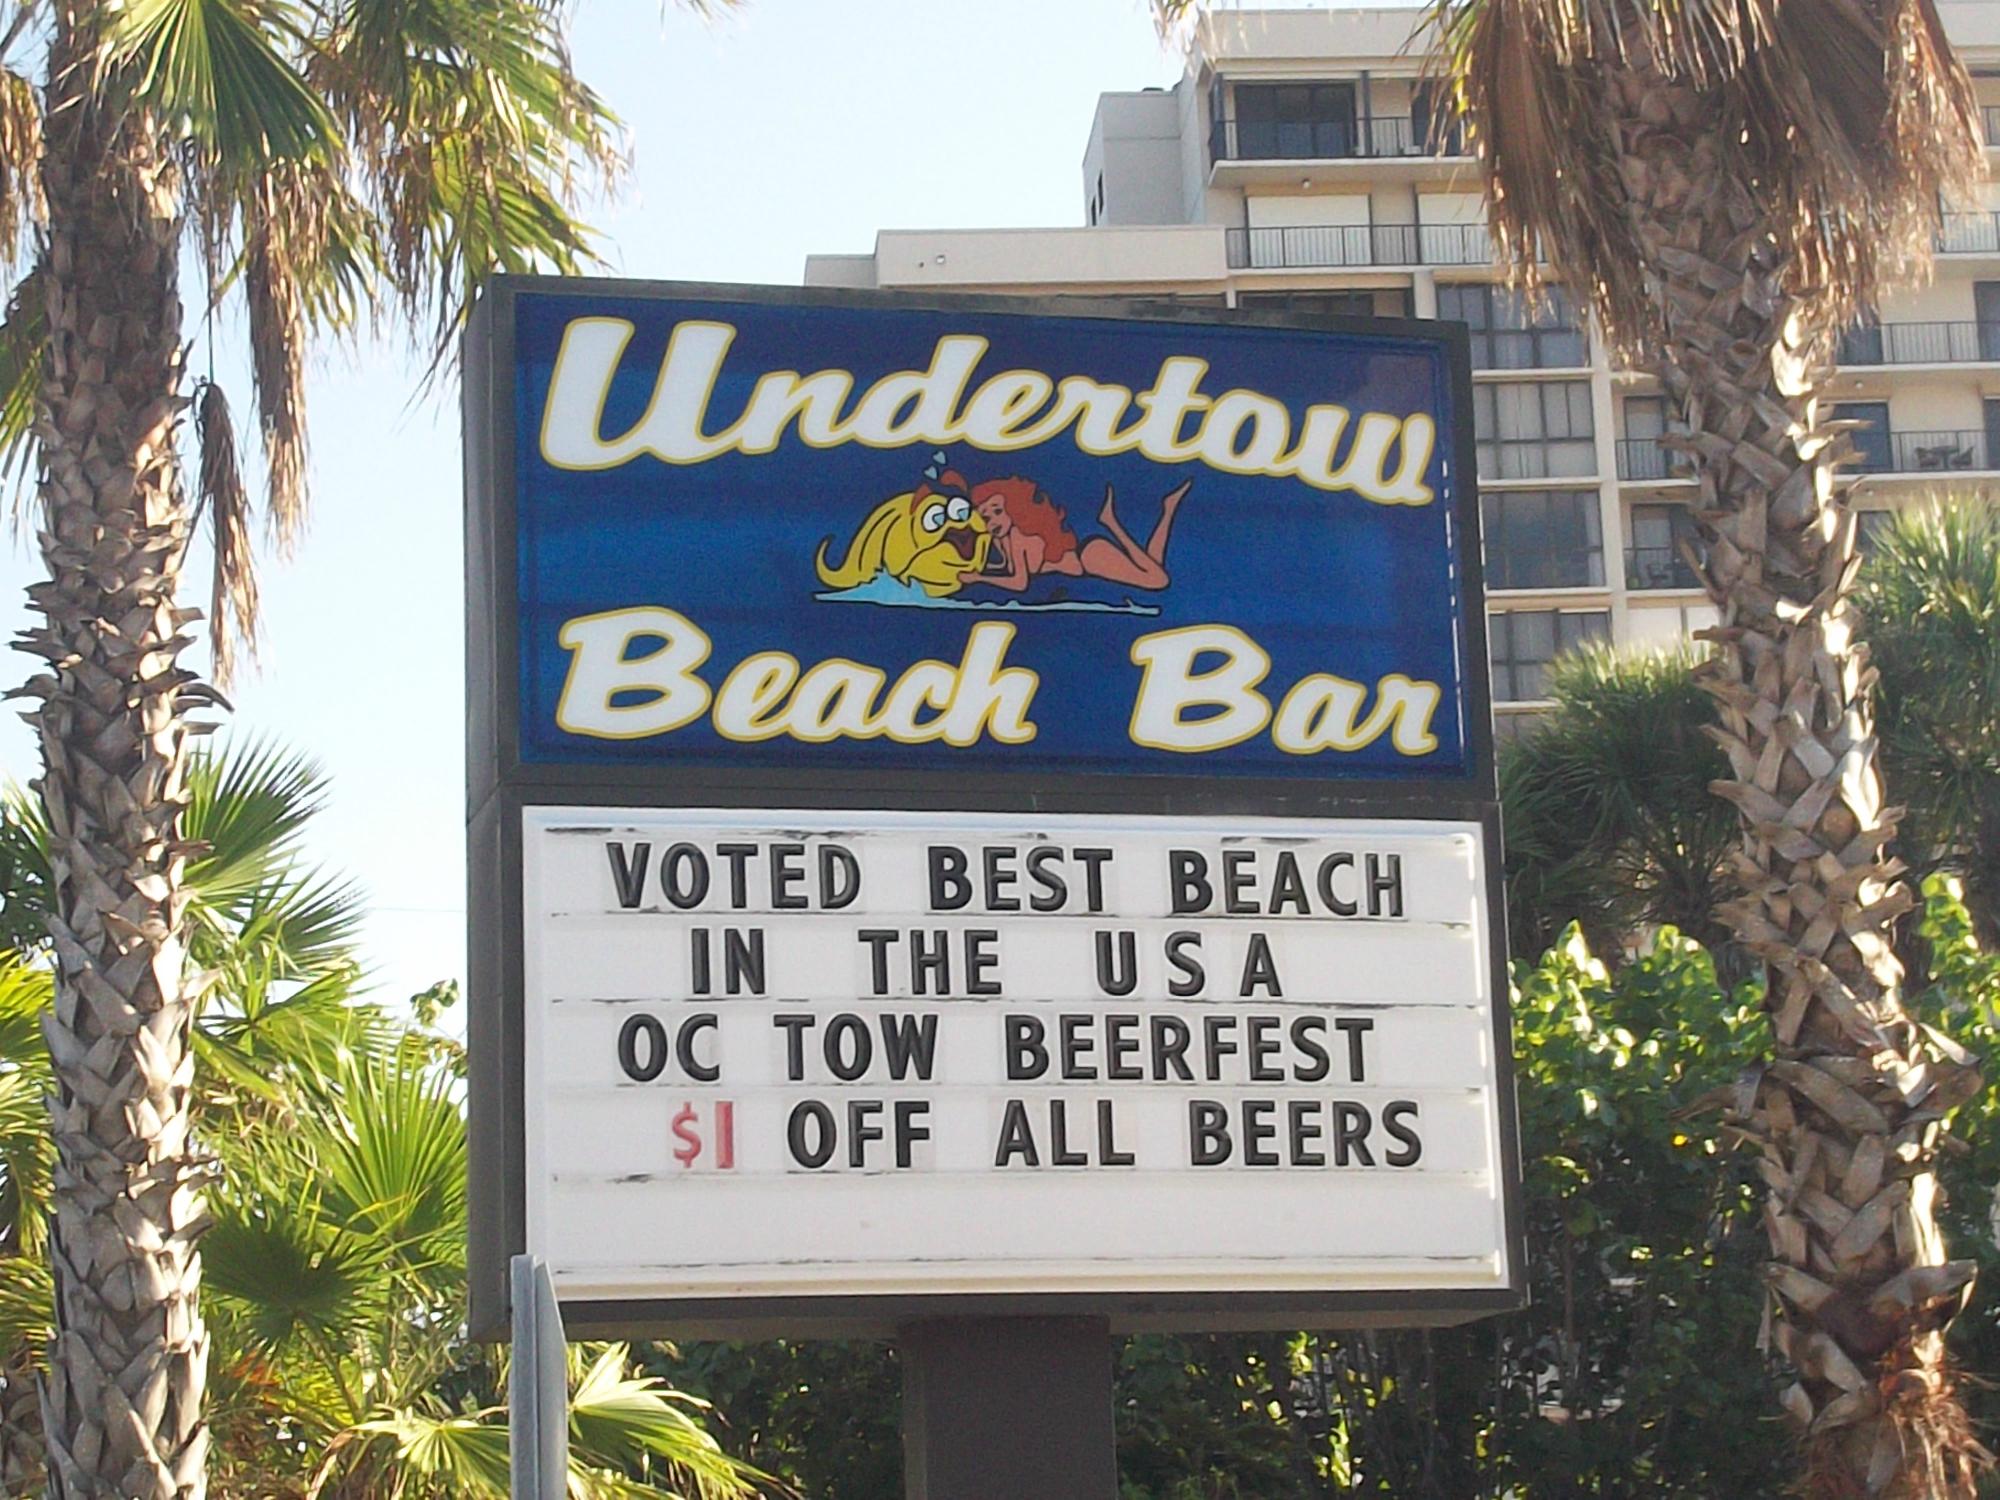 Undertow
Beach Bar
VOTED BEST BEACH
IN THE USA
OC TOW BEERFEST
$1 OFF ALL BEERS